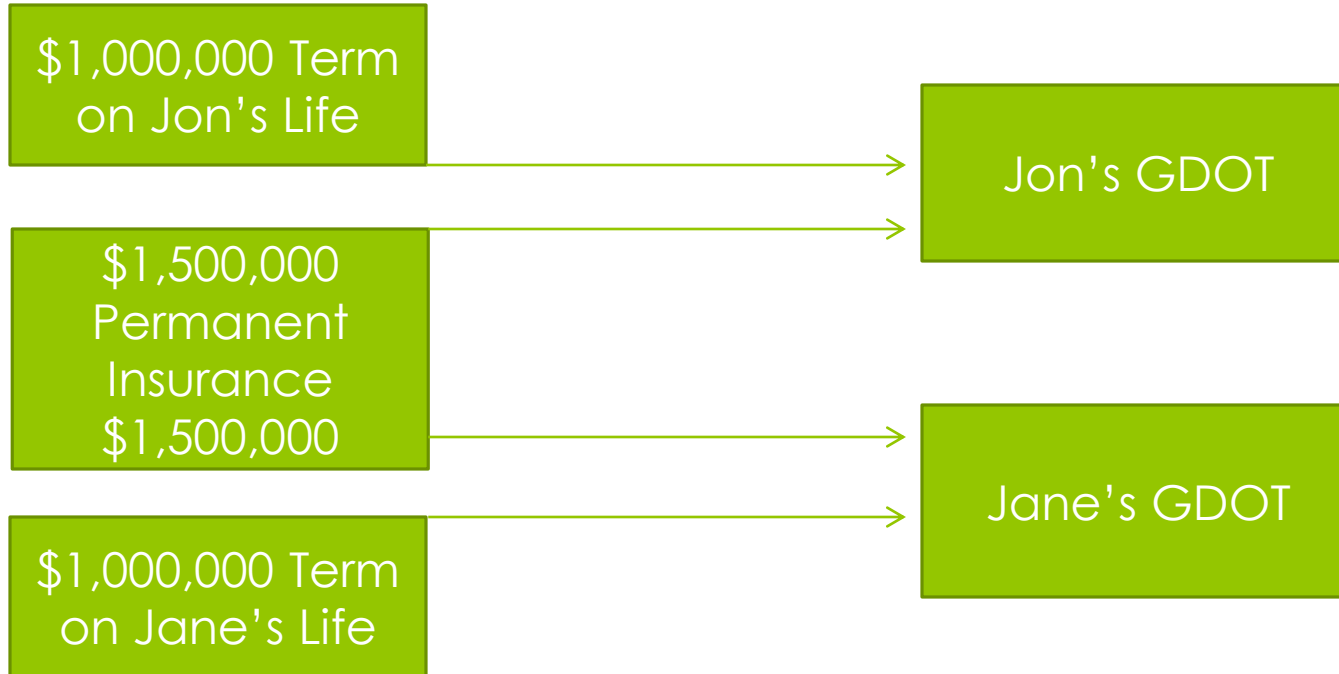 $1,000,000 Term
on Jon's Life
Jon's GDOT
$1,500,000
Permanent
Insurance
$1,500,000
Jane's GDOT
$1,000,000 Term
on Jane's Life